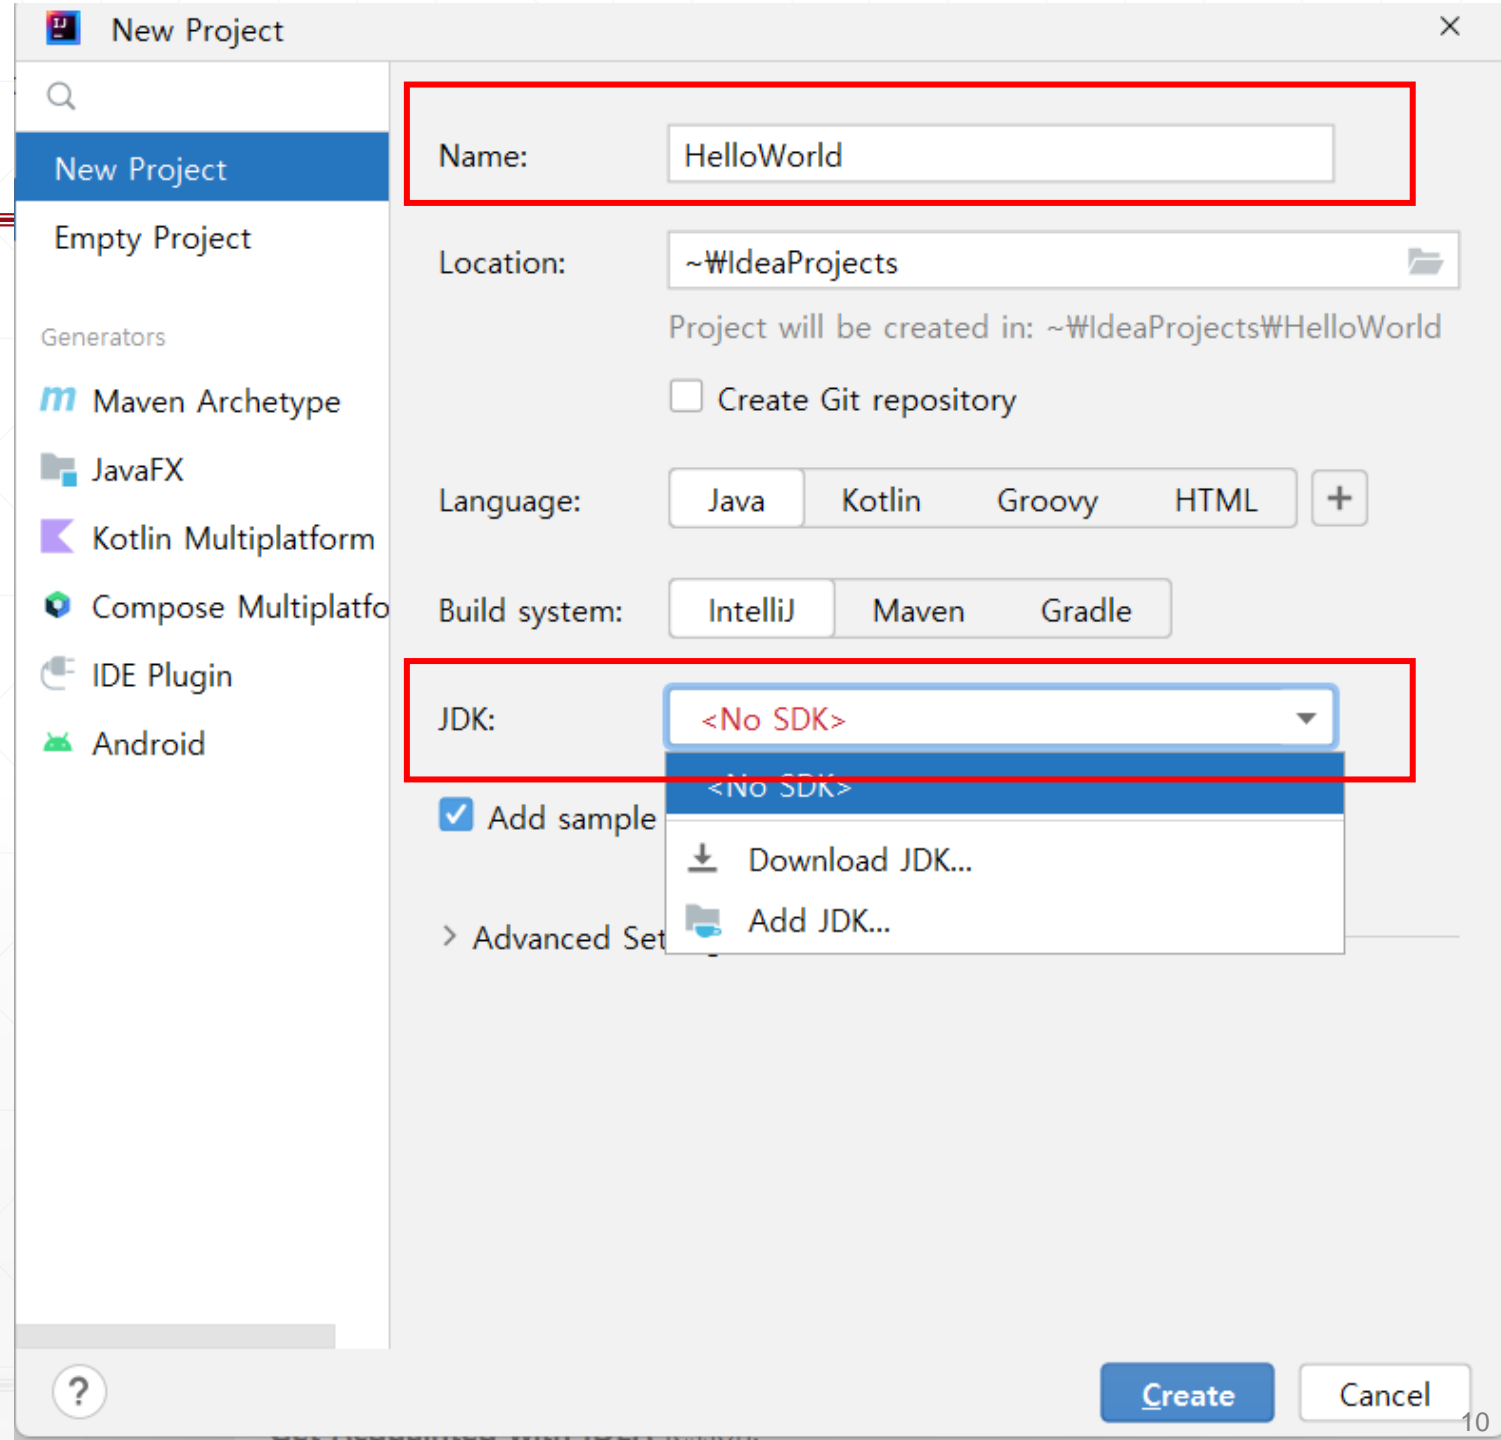 New Project
New Project
Empty Project
Generators
Maven Archetype
JavaFX
Kotlin Multiplatform
Compose Multiplatfo
IDE Plugin
Android
Name: HelloWorld
Location: ~₩IdeaProjects
Project will be created in: ~₩IdeaProjects₩HelloWorld
Create Git repository
Language: Java Kotlin Groovy HTML +
Build system: IntelliJ Maven Gradle
JDK: <No SDK>
<No SDK>
Add sample
Download JDK...
Add JDK...
Advanced Set
?
Create Cancel
10